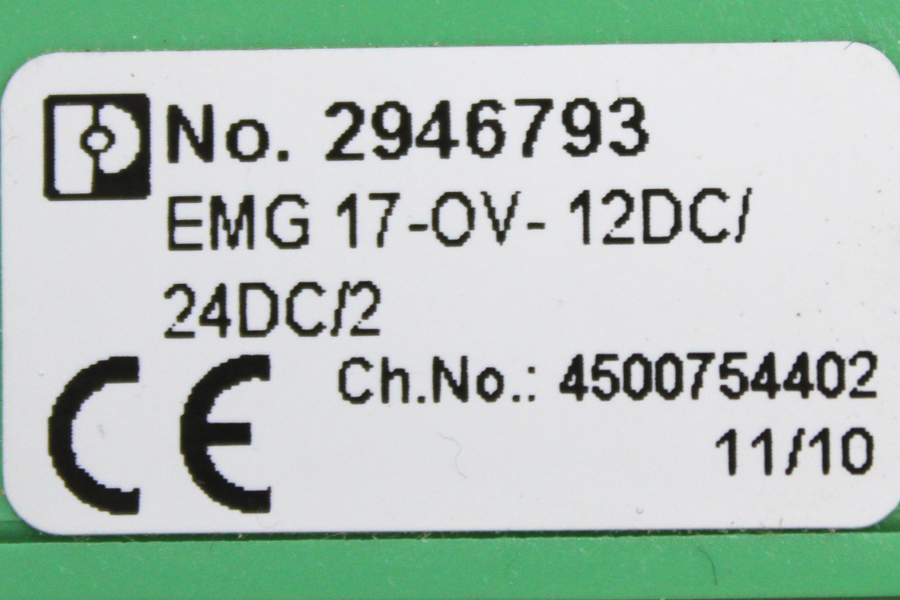 No. 2946793
EMG 17-OV- 12DC/
24DC/2
CE
Ch.No.: 4500754402
11/10